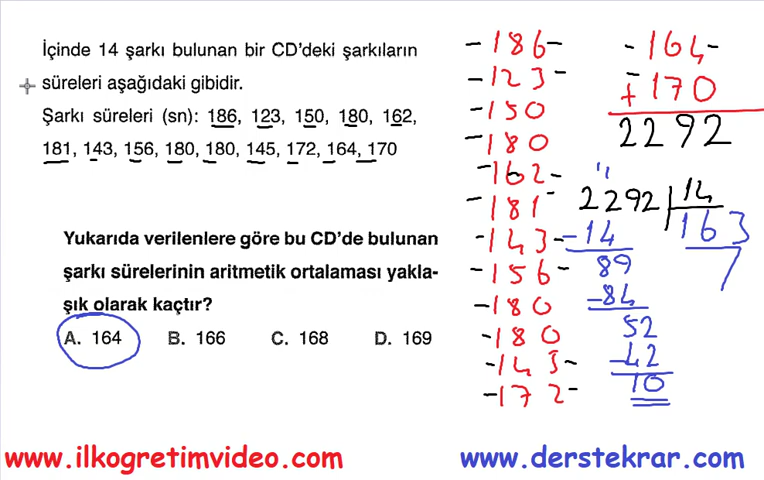 İçinde 14 şarkı bulunan bir CD'deki şarkıların
süreleri aşağıdaki gibidir.
Şarkı süreleri (sn): 186, 123, 150, 180, 162,
181, 143, 156, 180, 180, 145, 172, 164, 170
Yukarıda verilenlere göre bu CD'de bulunan
şarkı sürelerinin aritmetik ortalaması yakla-
şık olarak kaçtır?
A. 164 B. 166 C. 168 D. 169
-186-
-123-
-150
-180
-162-
-181-
-143-
-156-
-180
-180
-143-
-172-
-164-
-
+170
2292
2292 14
-14 163
89 7
-84
52
-42
10
www.ilkogretimvideo.com
www.derstekrar.com